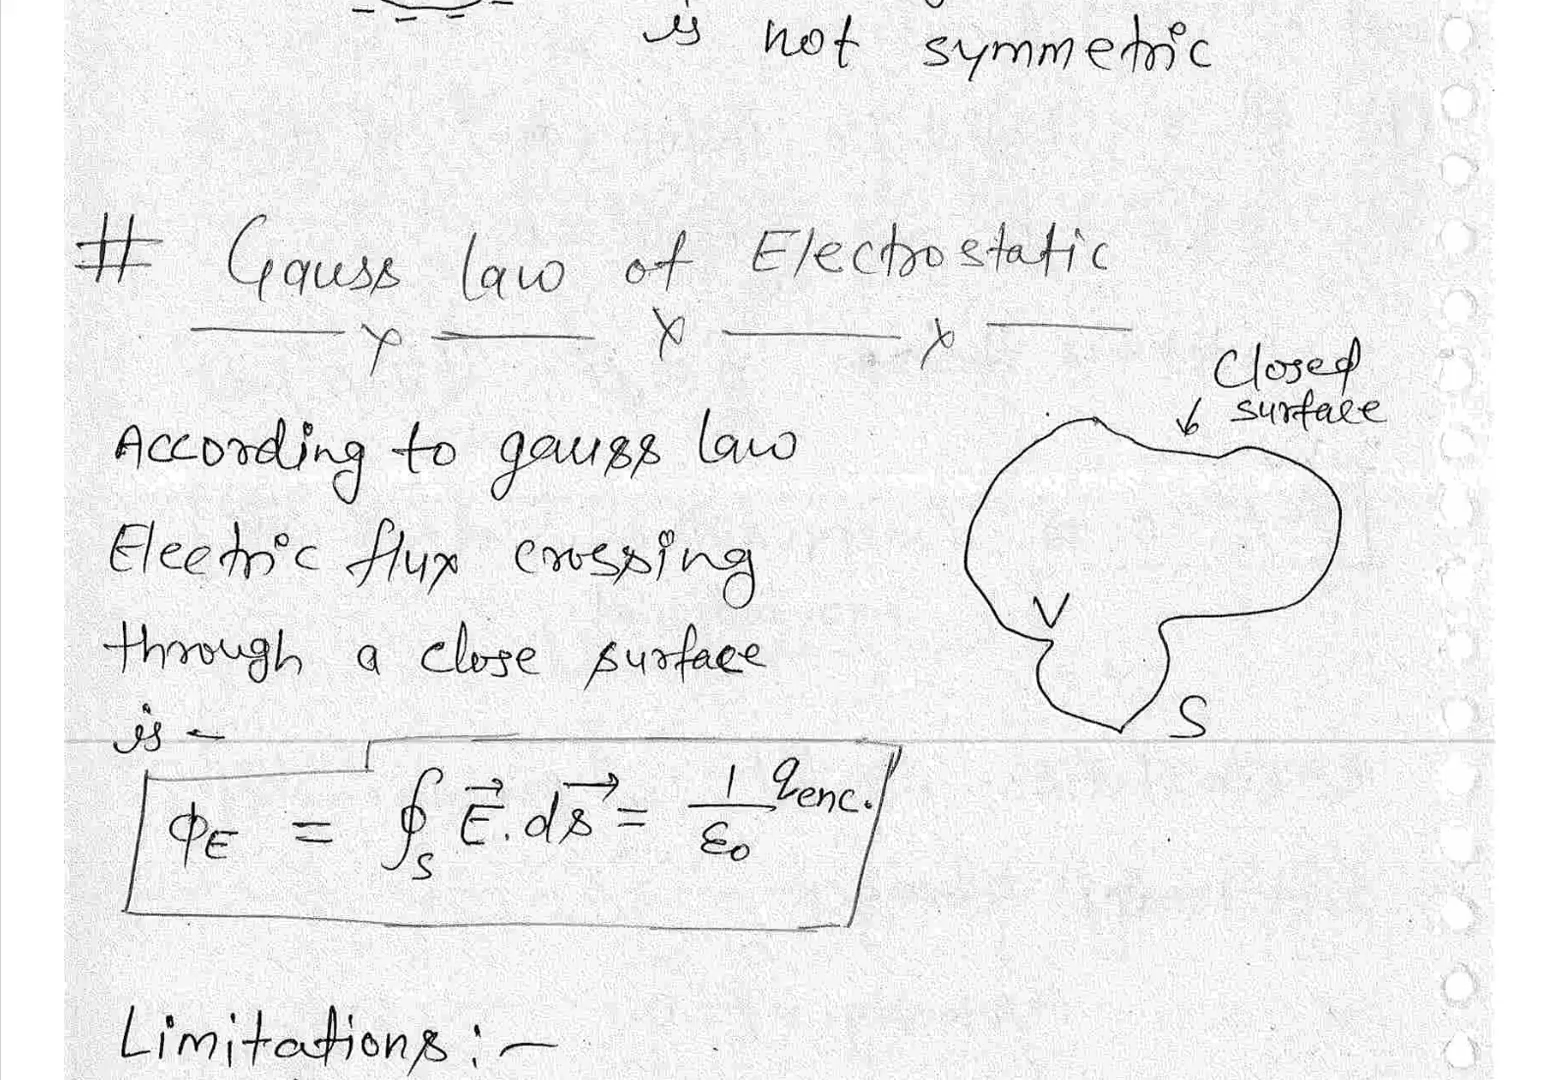 is not symmetric
# Gauss law of Electrostatic
Closed
surface
According to gauss law
Electric flux crossing
through a close surface
is -
V
S
ΦE = ∮S E⃗. ds⃗ = 1/ε0 qenc.
Limitations :-